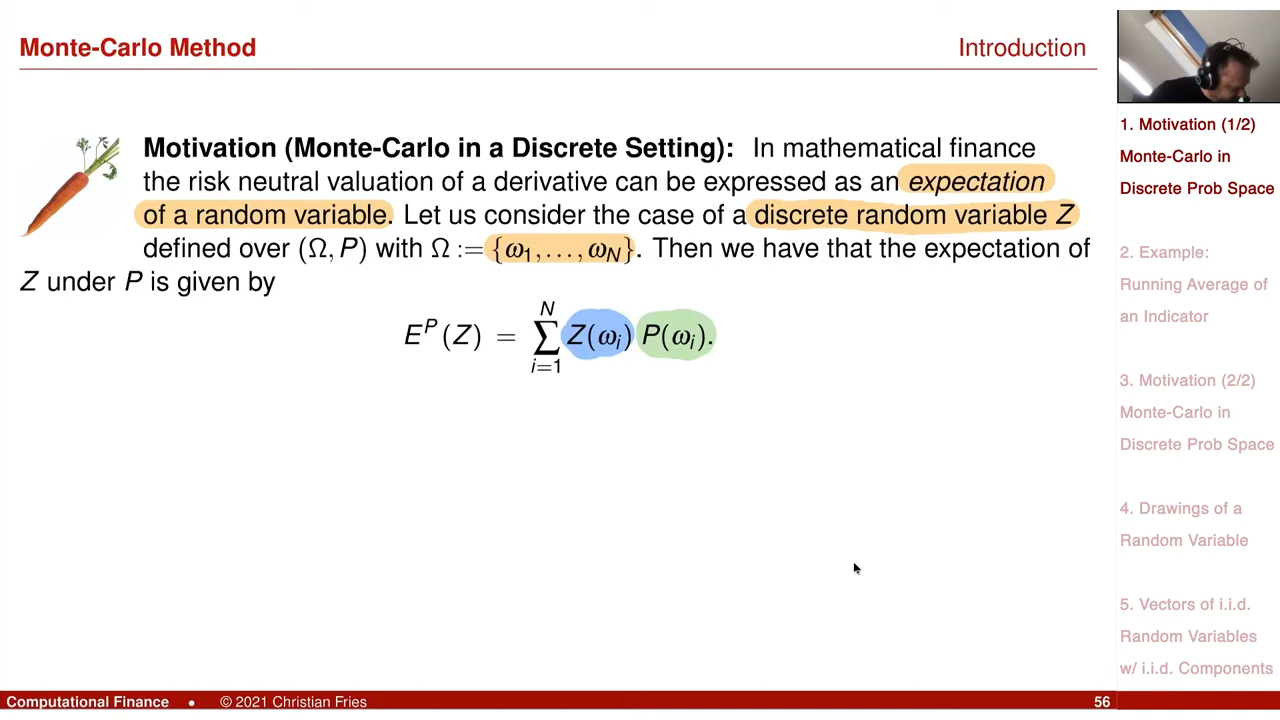 Monte-Carlo Method
Introduction
Motivation (Monte-Carlo in a Discrete Setting): In mathematical finance
the risk neutral valuation of a derivative can be expressed as an expectation
of a random variable. Let us consider the case of a discrete random variable Z
defined over (Ω, P) with Ω := {ω₁, . . . , ω_N}. Then we have that the expectation of
Z under P is given by
E^P(Z) = ∑_{i=1}^{N} Z(ω_i) P(ω_i).
1. Motivation (1/2)
Monte-Carlo in
Discrete Prob Space
2. Example:
Running Average of
an Indicator
3. Motivation (2/2)
Monte-Carlo in
Discrete Prob Space
4. Drawings of a
Random Variable
5. Vectors of i.i.d.
Random Variables
w/ i.i.d. Components
Computational Finance • © 2021 Christian Fries
56